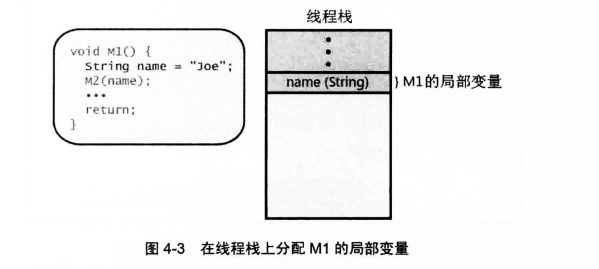 线程栈
void M1() {
String name = "Joe";
M2(name);
...
return;
}
name (String)
} M1的局部变量
图 4-3 在线程栈上分配 M1 的局部变量